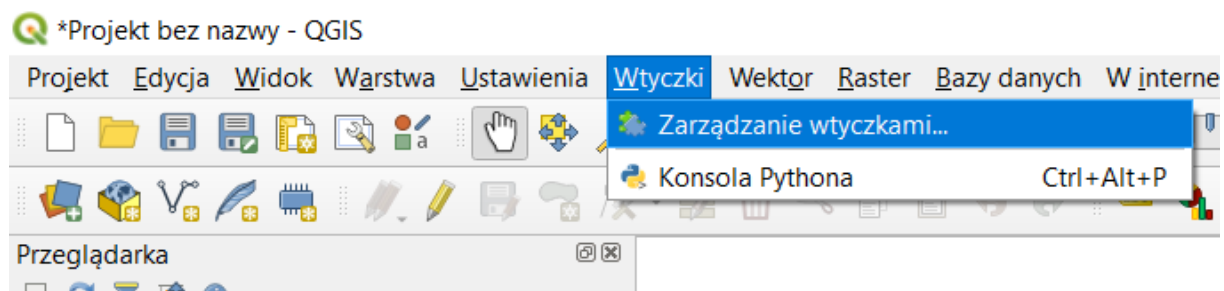 *Projekt bez nazwy - QGIS
Projekt Edycja Widok Warstwa Ustawienia Wtyczki Wektor Raster Bazy danych W interne
a
Zarządzanie wtyczkami...
Konsola Pythona Ctrl+Alt+P
Przeglądarka